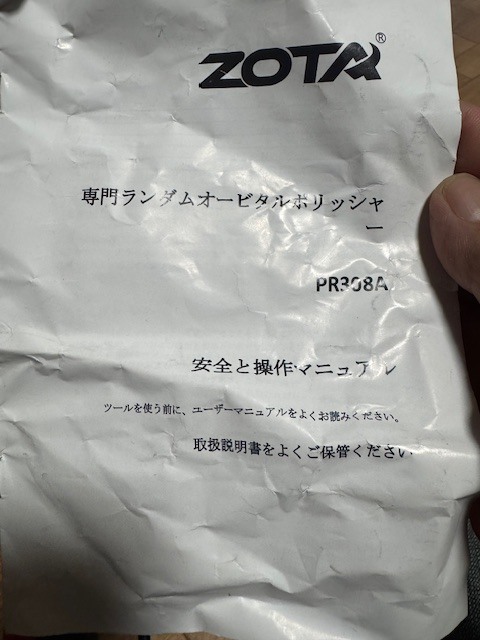 ZOTA®
専門ランダムオービタルポリッシャ
ー
PR308A
安全と操作マニュアル
ツールを使う前に、ユーザーマニュアルをよくお読みください。
取扱説明書をよくご保管ください